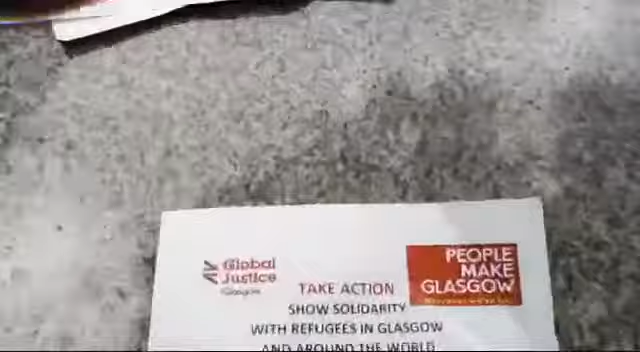 Global
Justice
Glasgow
PEOPLE
MAKE
GLASGOW
TAKE ACTION
SHOW SOLIDARITY
WITH REFUGEES IN GLASGOW
AND AROUND THE WORLD